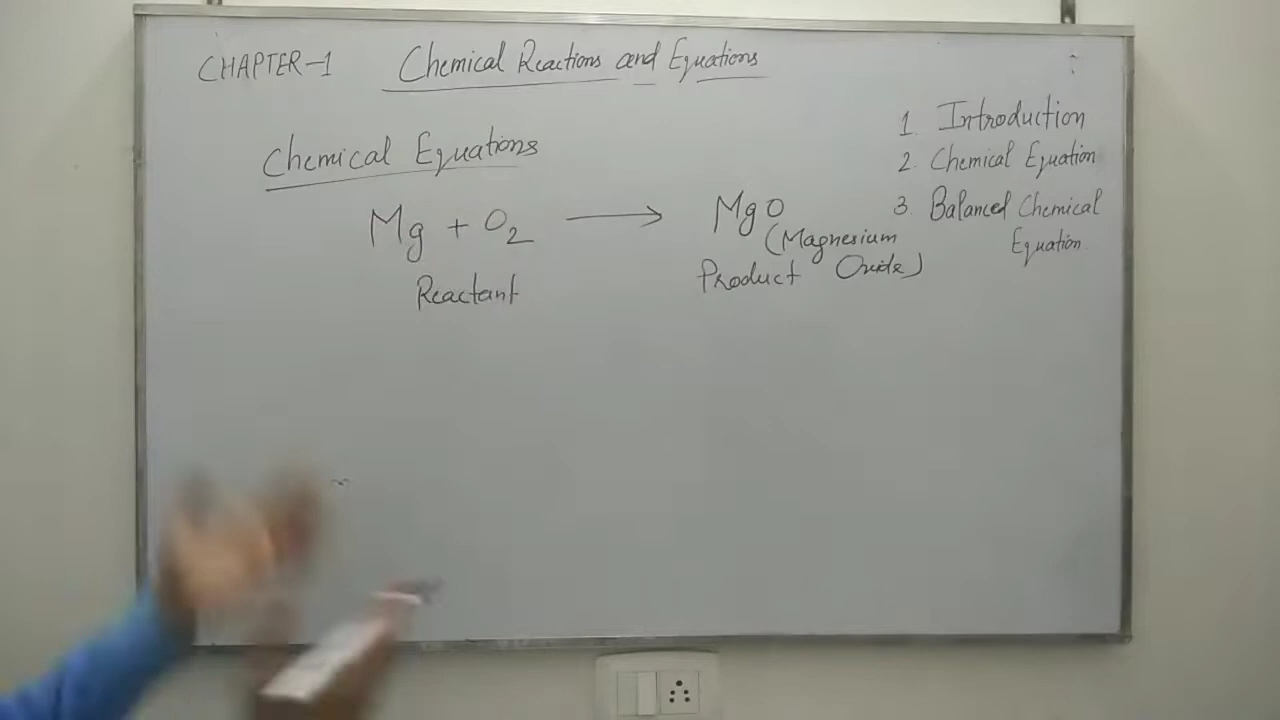 CHAPTER-1 Chemical Reactions and Equations
1. Introduction
2. Chemical Equation
3. Balanced Chemical
Equation
Chemical Equations
Mg + O2 ⟶ MgO
(Magnesium
Oxide)
Reactant
Product